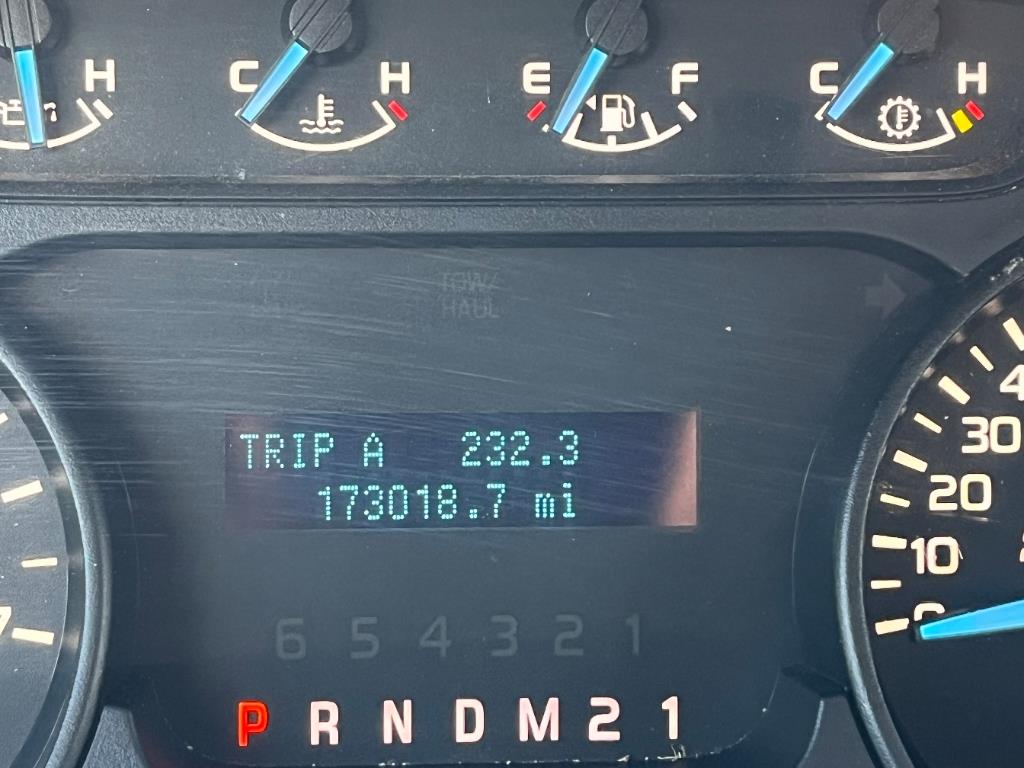 H C H E F C H
TOW/
HAUL
TRIP A 232.3
173018.7 mi
30
20
10
0
6 5 4 3 2 1
P R N D M 2 1